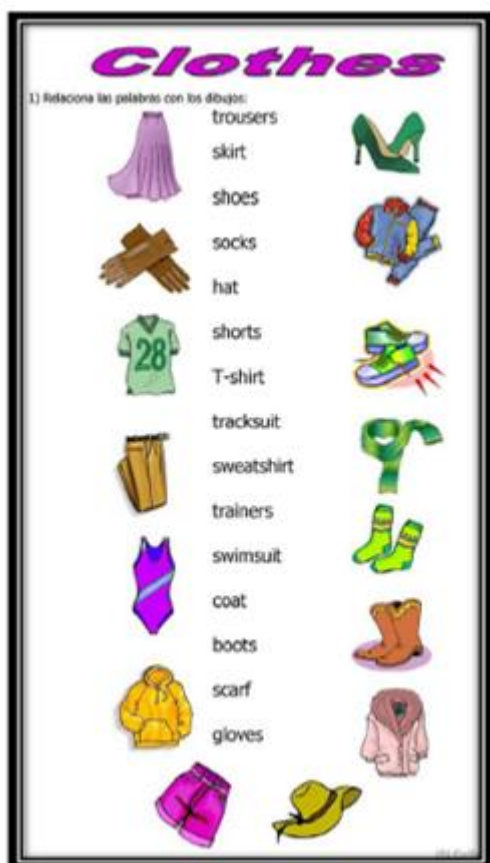 Clothes
1) Relaciona las palabras con los dibujos:
trousers
skirt
shoes
socks
hat
shorts
28
T-shirt
tracksuit
sweatshirt
trainers
swimsuit
coat
boots
scarf
gloves